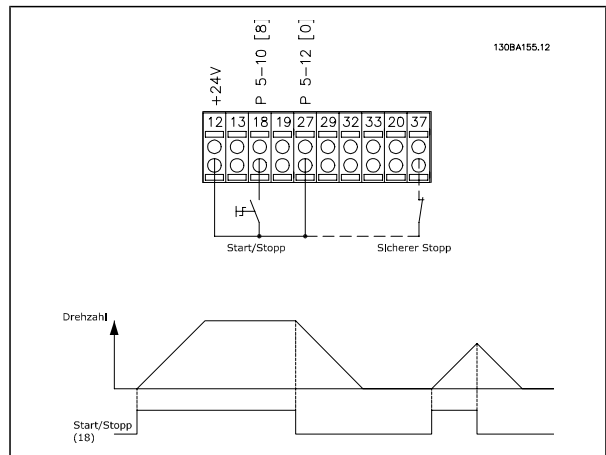 130BA155.12
+24V
P 5-10 [8]
P 5-12 [0]
12 13 18 19 27 29 32 33 20 37
Start/Stopp
Sicherer Stopp
Drehzahl
Start/Stopp
(18)